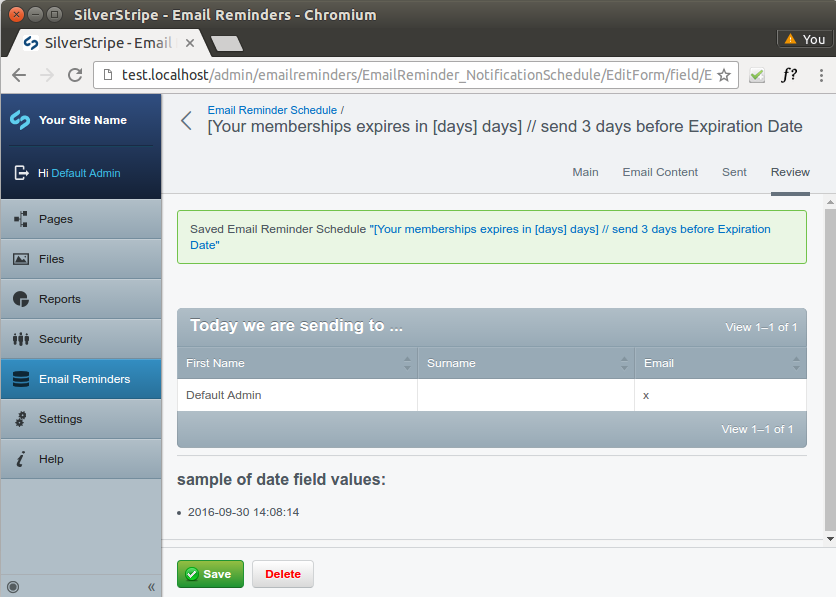 SilverStripe - Email Reminders - Chromium
SilverStripe - Email
You
test.localhost/admin/emailreminders/EmailReminder_NotificationSchedule/EditForm/field/E
f?
Your Site Name
Hi Default Admin
Pages
Files
Reports
Security
Email Reminders
Settings
Help
«
Email Reminder Schedule /
[Your memberships expires in [days] days] // send 3 days before Expiration Date
Main Email Content Sent Review
Saved Email Reminder Schedule "[Your memberships expires in [days] days] // send 3 days before Expiration
Date"
Today we are sending to ... View 1–1 of 1
First Name Surname Email
Default Admin x
View 1–1 of 1
sample of date field values:
• 2016-09-30 14:08:14
Save Delete